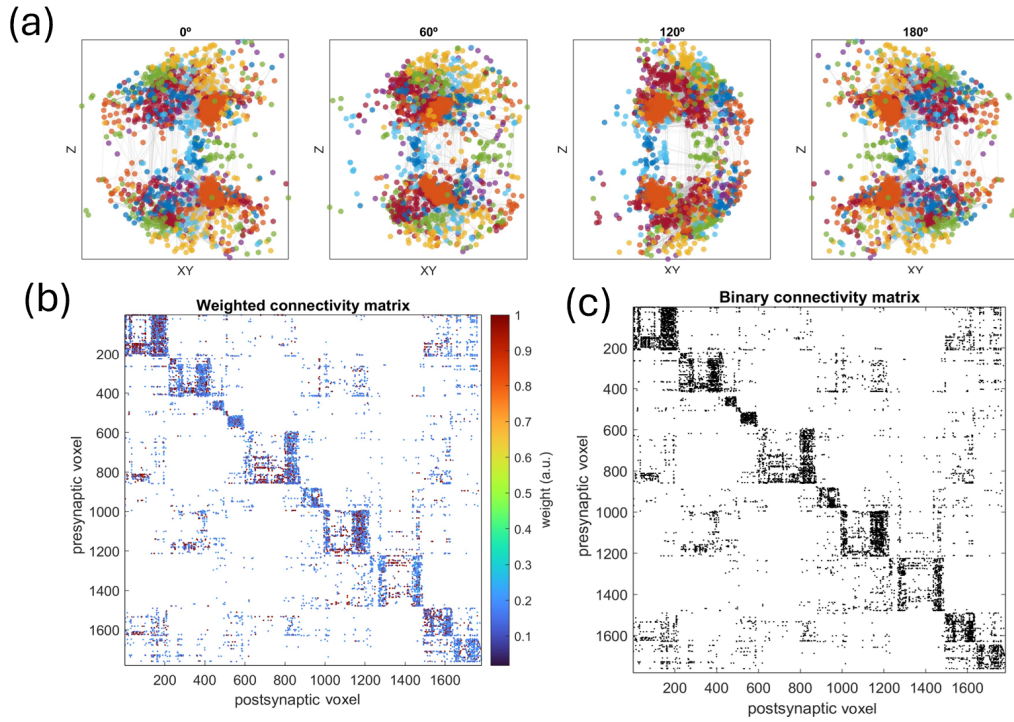 (a)
0º
60º
120º
180º
Z
Z
Z
Z
XY
XY
XY
XY
(b)
Weighted connectivity matrix
200
400
600
800
1000
1200
1400
1600
presynaptic voxel
200 400 600 800 1000 1200 1400 1600
postsynaptic voxel
1
0.9
0.8
0.7
0.6
0.5
0.4
0.3
0.2
0.1
weight (a.u.)
(c)
Binary connectivity matrix
200
400
600
800
1000
1200
1400
1600
presynaptic voxel
200 400 600 800 1000 1200 1400 1600
postsynaptic voxel